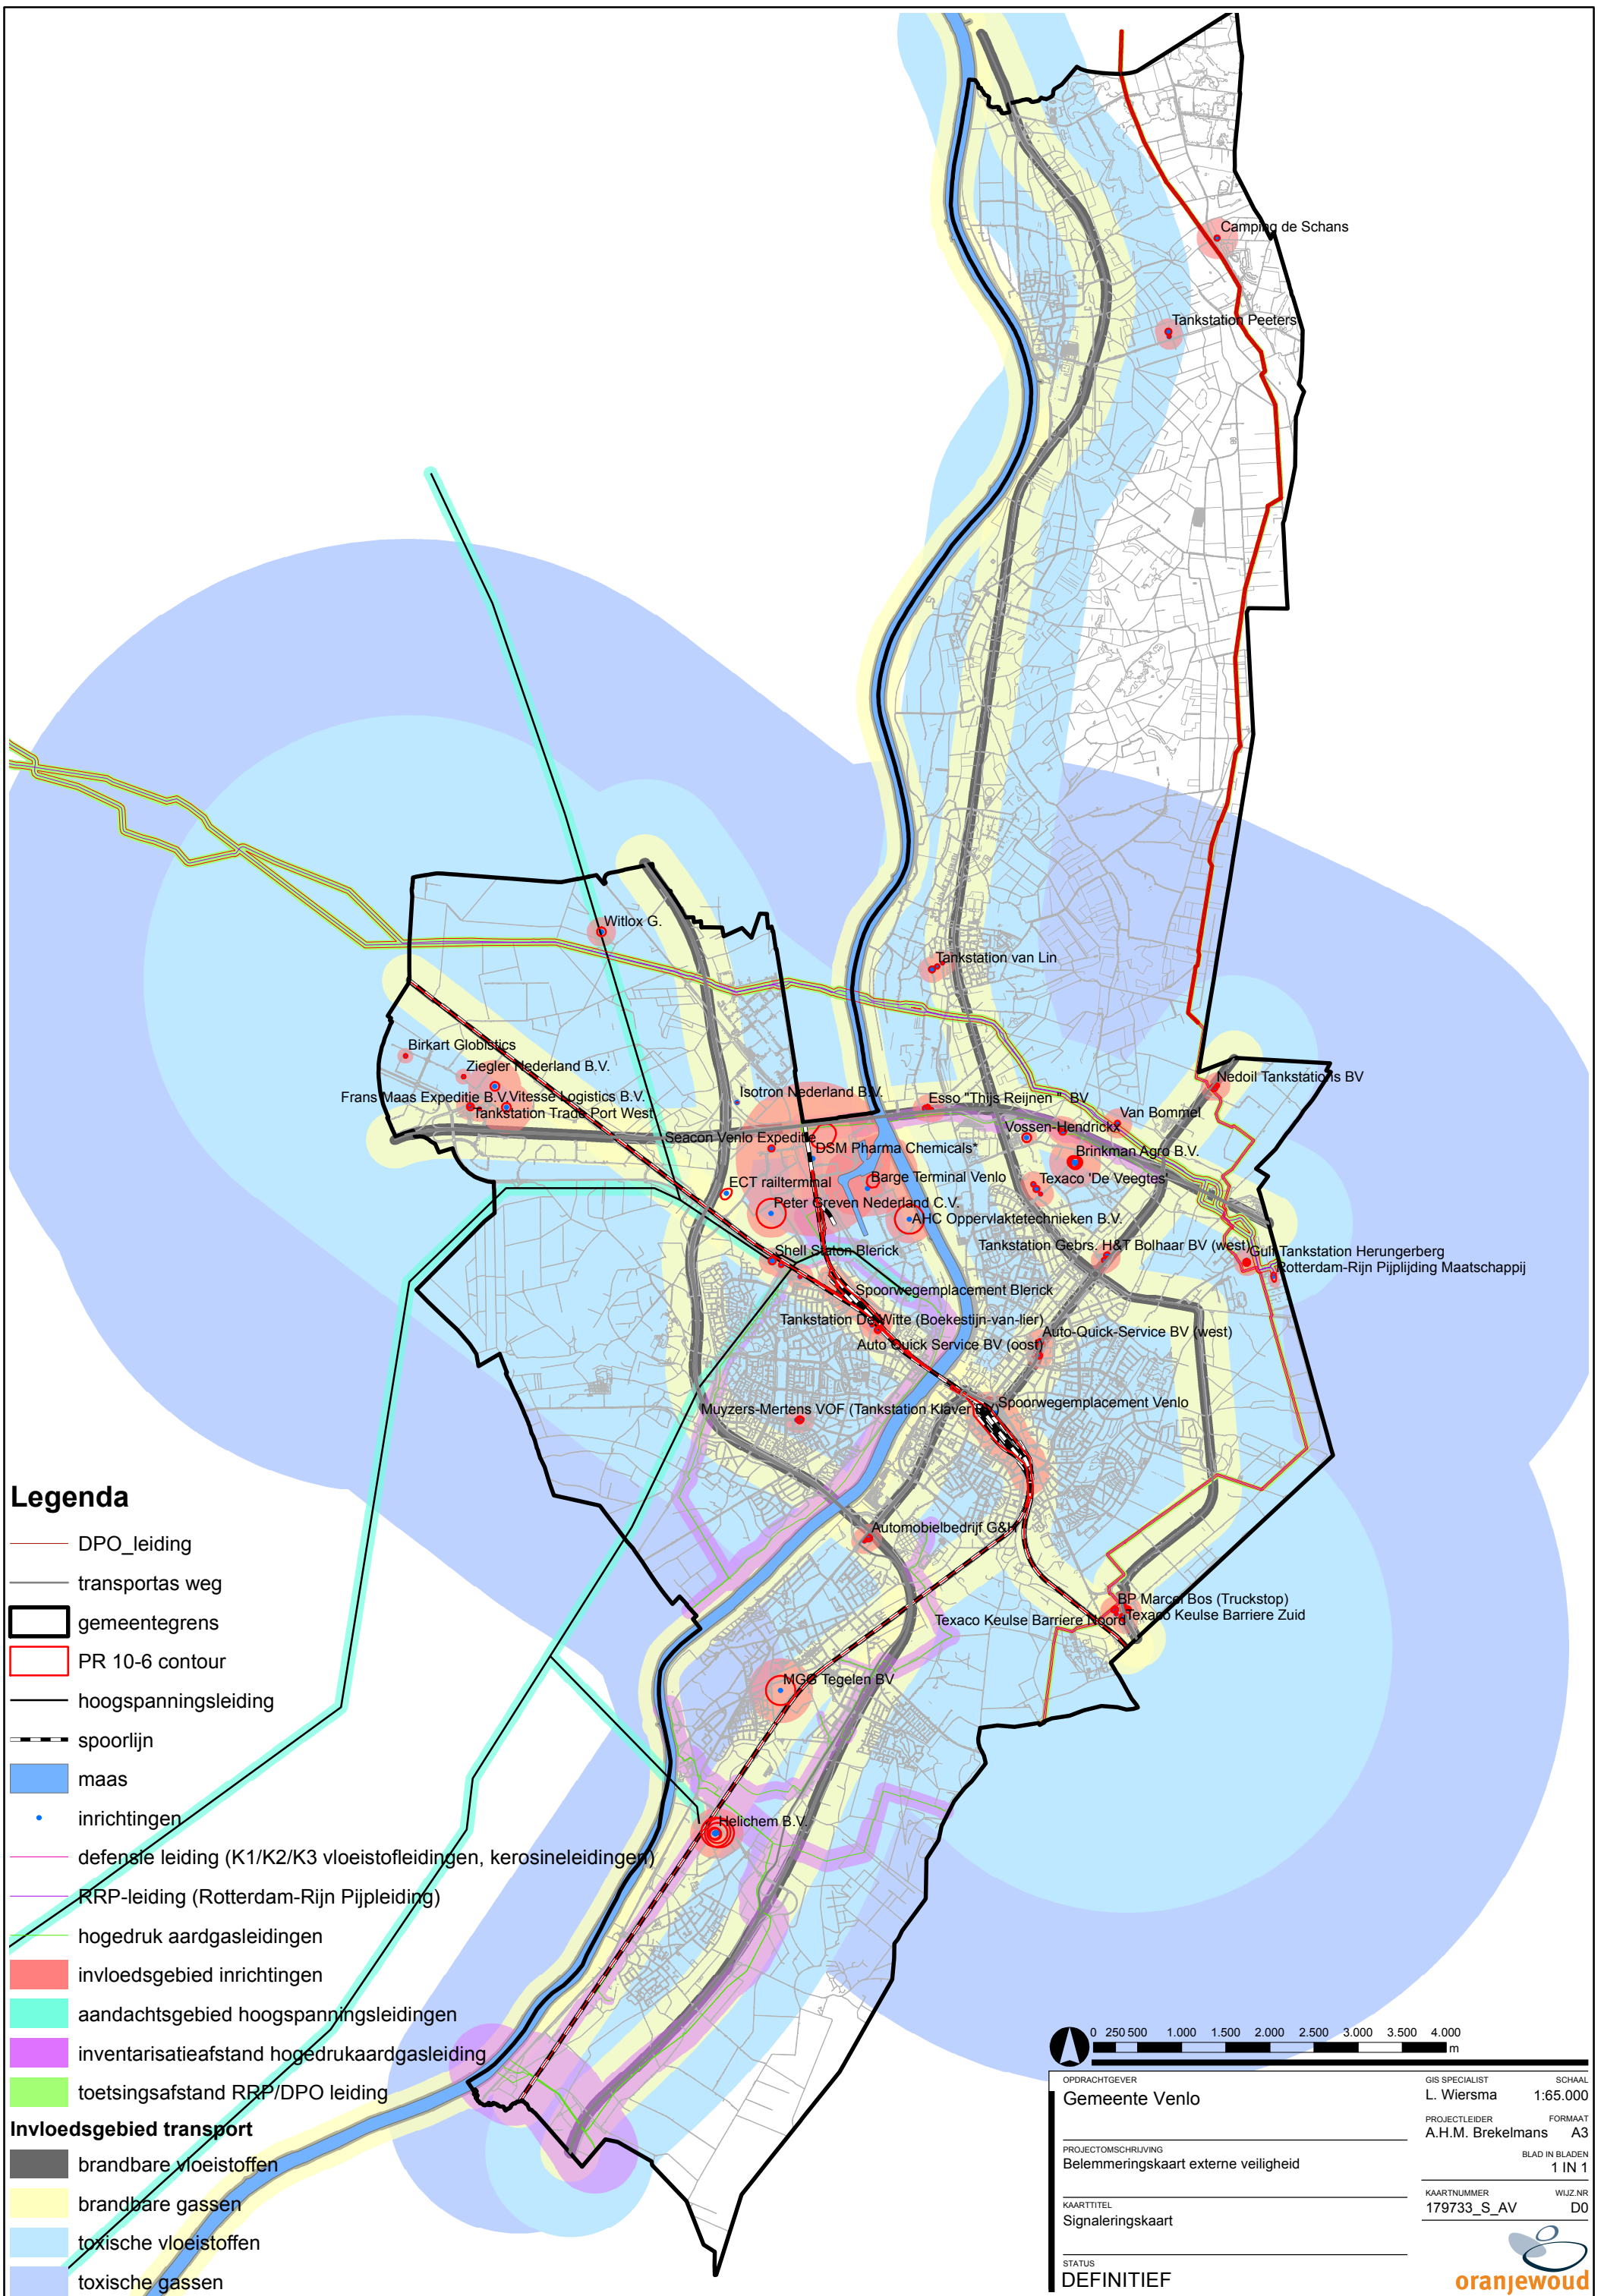 Camping de Schans
Tankstation Peeters
Witlox G.
Tankstation van Lin
Birkart Globistics
Ziegler Nederland B.V.
Frans Maas Expeditie B.V.
Vitesse Logistics B.V.
Tankstation Trade Port West
Isotron Nederland B.V.
Esso "Thijs Reijnen " BV
Nedoil Tankstations BV
Van Bommel
Vossen-Hendrickx
Seacon Venlo Expeditie
DSM Pharma Chemicals*
Brinkman Agro B.V.
ECT railterminal
Barge Terminal Venlo
Texaco 'De Veegtes'
Peter Greven Nederland C.V.
AHC Oppervlaktetechnieken B.V.
Shell Staton Blerick
Tankstation Gebrs. H&T Bolhaar BV (west)
Gulf Tankstation Herungerberg
Rotterdam-Rijn Pijplijding Maatschappij
Spoorwegemplacement Blerick
Tankstation De Witte (Boekestijn-van-lier)
Auto Quick Service BV (oost)
Auto-Quick-Service BV (west)
Muyzers-Mertens VOF (Tankstation Klaver BV)
Spoorwegemplacement Venlo
Automobielbedrijf G&H
BP Marcel Bos (Truckstop)
Texaco Keulse Barriere Noord
Texaco Keulse Barriere Zuid
MGG Tegelen BV
Helichem B.V.
Legenda
DPO_leiding
transportas weg
gemeentegrens
PR 10-6 contour
hoogspanningsleiding
spoorlijn
maas
inrichtingen
defensie leiding (K1/K2/K3 vloeistofleidingen, kerosineleidingen)
RRP-leiding (Rotterdam-Rijn Pijpleiding)
hogedruk aardgasleidingen
invloedsgebied inrichtingen
aandachtsgebied hoogspanningsleidingen
inventarisatieafstand hogedrukaardgasleiding
toetsingsafstand RRP/DPO leiding
Invloedsgebied transport
brandbare vloeistoffen
brandbare gassen
toxische vloeistoffen
toxische gassen
0 250 500 1.000 1.500 2.000 2.500 3.000 3.500 4.000
m
OPDRACHTGEVER
Gemeente Venlo
GIS SPECIALIST
L. Wiersma
SCHAAL
1:65.000
PROJECTLEIDER
A.H.M. Brekelmans
FORMAAT
A3
PROJECTOMSCHRIJVING
Belemmeringskaart externe veiligheid
BLAD IN BLADEN
1 IN 1
KAARTTITEL
Signaleringskaart
KAARTNUMMER
179733_S_AV
WIJZ.NR
D0
STATUS
DEFINITIEF
oranjewoud